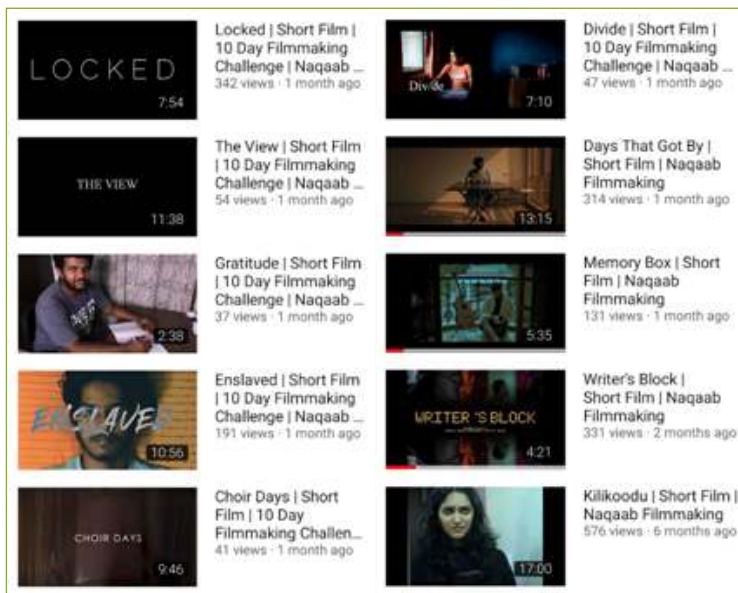 LOCKED
7:54
Locked | Short Film |
10 Day Filmmaking
Challenge | Naqaab ...
342 views · 1 month ago
THE VIEW
11:38
The View | Short Film
| 10 Day Filmmaking
Challenge | Naqaab ...
54 views · 1 month ago
2:38
Gratitude | Short Film
| 10 Day Filmmaking
Challenge | Naqaab ...
37 views · 1 month ago
ENSLAVED
10:56
Enslaved | Short Film
| 10 Day Filmmaking
Challenge | Naqaab ...
191 views · 1 month ago
CHOIR DAYS
9:46
Choir Days | Short
Film | 10 Day
Filmmaking Challen...
41 views · 1 month ago
Divide
7:10
Divide | Short Film |
10 Day Filmmaking
Challenge | Naqaab ...
47 views · 1 month ago
13:15
Days That Got By |
Short Film | Naqaab
Filmmaking
314 views · 1 month ago
5:35
Memory Box | Short
Film | Naqaab
Filmmaking
131 views · 1 month ago
WRITER'S BLOCK
4:21
Writer's Block |
Short Film | Naqaab
Filmmaking
331 views · 2 months ago
17:00
Kilikoodu | Short Film |
Naqaab Filmmaking
576 views · 6 months ago